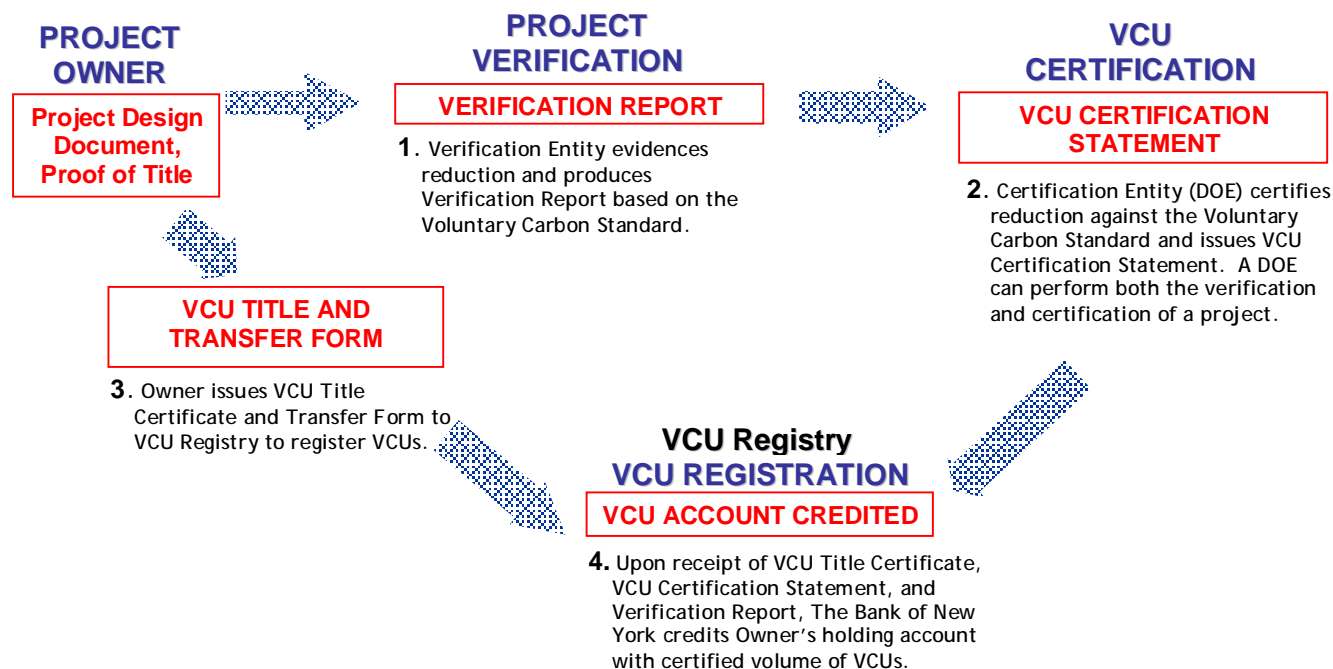 PROJECT
OWNER
Project Design
Document,
Proof of Title
PROJECT
VERIFICATION
VERIFICATION REPORT
1. Verification Entity evidences
reduction and produces
Verification Report based on the
Voluntary Carbon Standard.
VCU
CERTIFICATION
VCU CERTIFICATION
STATEMENT
2. Certification Entity (DOE) certifies
reduction against the Voluntary
Carbon Standard and issues VCU
Certification Statement. A DOE
can perform both the verification
and certification of a project.
VCU TITLE AND
TRANSFER FORM
3. Owner issues VCU Title
Certificate and Transfer Form to
VCU Registry to register VCUs.
VCU Registry
VCU REGISTRATION
VCU ACCOUNT CREDITED
4. Upon receipt of VCU Title Certificate,
VCU Certification Statement, and
Verification Report, The Bank of New
York credits Owner's holding account
with certified volume of VCUs.